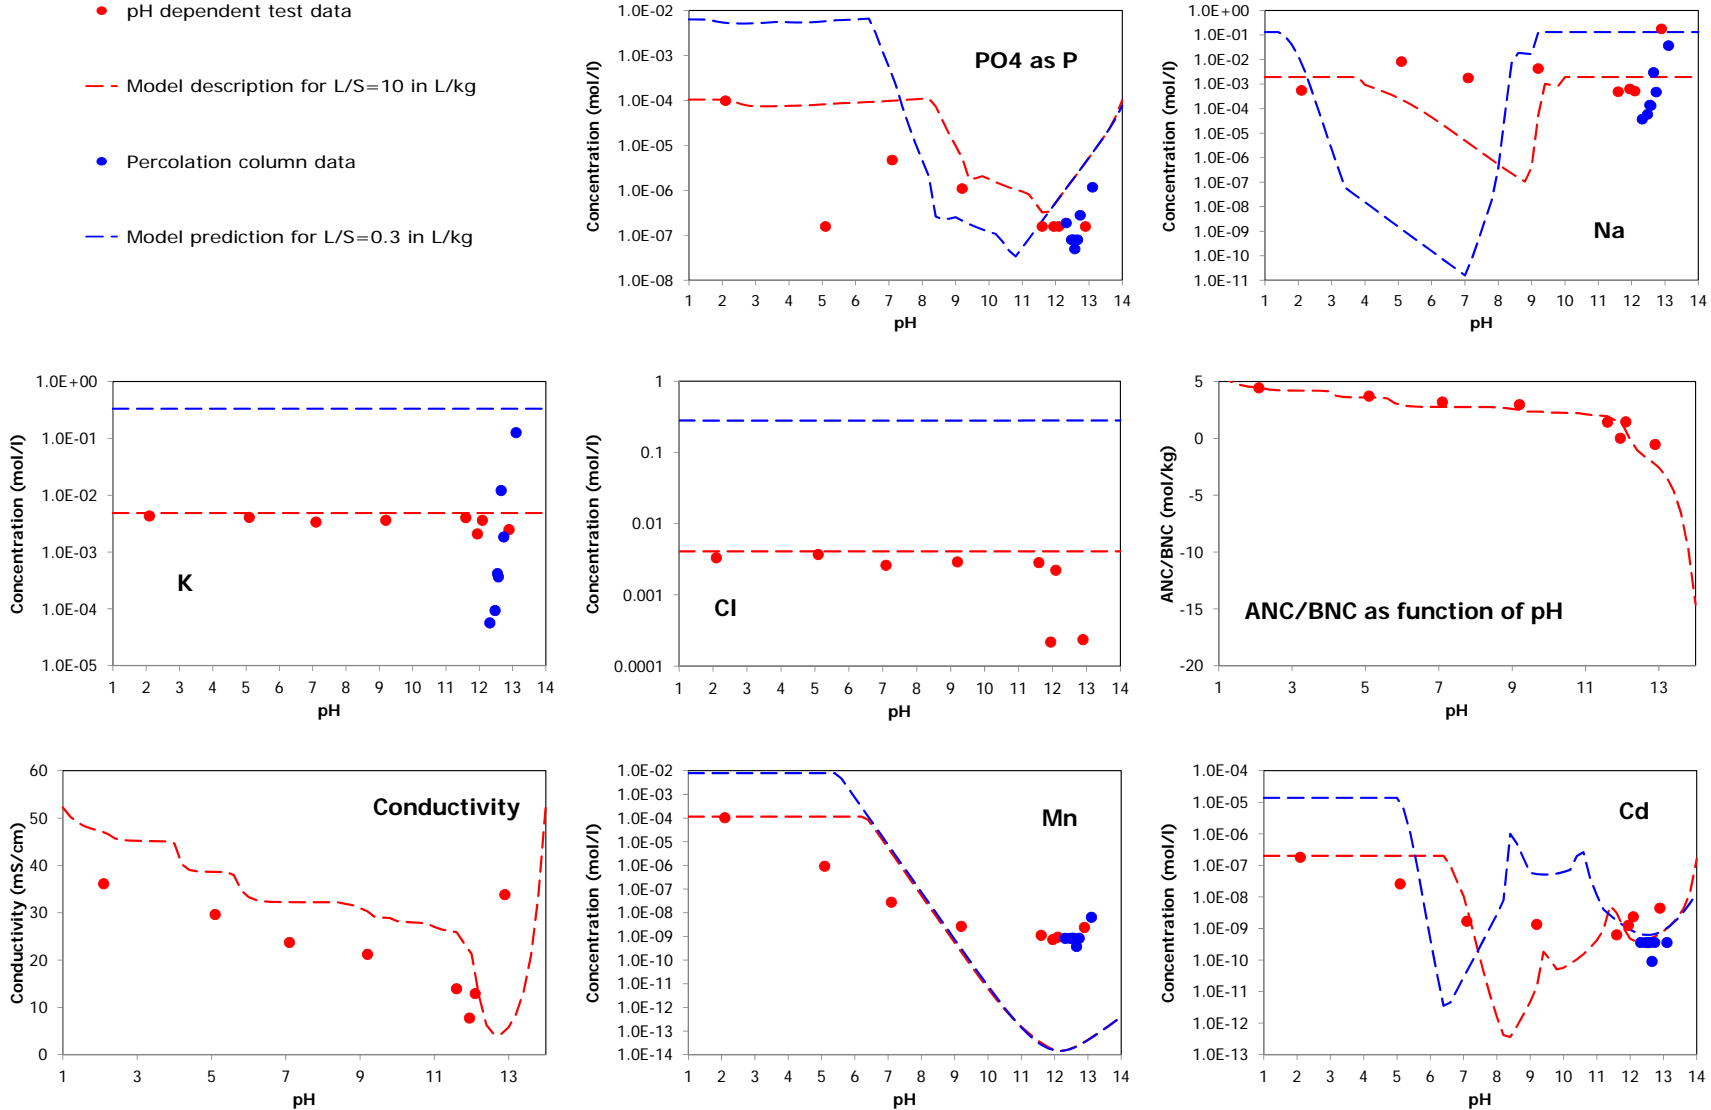 pH dependent test data
Model description for L/S=10 in L/kg
Percolation column data
Model prediction for L/S=0.3 in L/kg
1.0E-02
1.0E-03
1.0E-04
1.0E-05
1.0E-06
1.0E-07
1.0E-08
Concentration (mol/l)
PO4 as P
1 2 3 4 5 6 7 8 9 10 11 12 13 14
pH
1.0E+00
1.0E-01
1.0E-02
1.0E-03
1.0E-04
1.0E-05
1.0E-06
1.0E-07
1.0E-08
1.0E-09
1.0E-10
1.0E-11
Concentration (mol/l)
Na
1 2 3 4 5 6 7 8 9 10 11 12 13 14
pH
1.0E+00
1.0E-01
1.0E-02
1.0E-03
1.0E-04
1.0E-05
Concentration (mol/l)
K
1 2 3 4 5 6 7 8 9 10 11 12 13 14
pH
1
0.1
0.01
0.001
0.0001
Concentration (mol/l)
Cl
1 2 3 4 5 6 7 8 9 10 11 12 13 14
pH
5
0
-5
-10
-15
-20
ANC/BNC (mol/kg)
ANC/BNC as function of pH
1 3 5 7 9 11 13
pH
60
50
40
30
20
10
0
Conductivity (mS/cm)
Conductivity
1 3 5 7 9 11 13
pH
1.0E-02
1.0E-03
1.0E-04
1.0E-05
1.0E-06
1.0E-07
1.0E-08
1.0E-09
1.0E-10
1.0E-11
1.0E-12
1.0E-13
1.0E-14
Concentration (mol/l)
Mn
1 2 3 4 5 6 7 8 9 10 11 12 13 14
pH
1.0E-04
1.0E-05
1.0E-06
1.0E-07
1.0E-08
1.0E-09
1.0E-10
1.0E-11
1.0E-12
1.0E-13
Concentration (mol/l)
Cd
1 2 3 4 5 6 7 8 9 10 11 12 13 14
pH